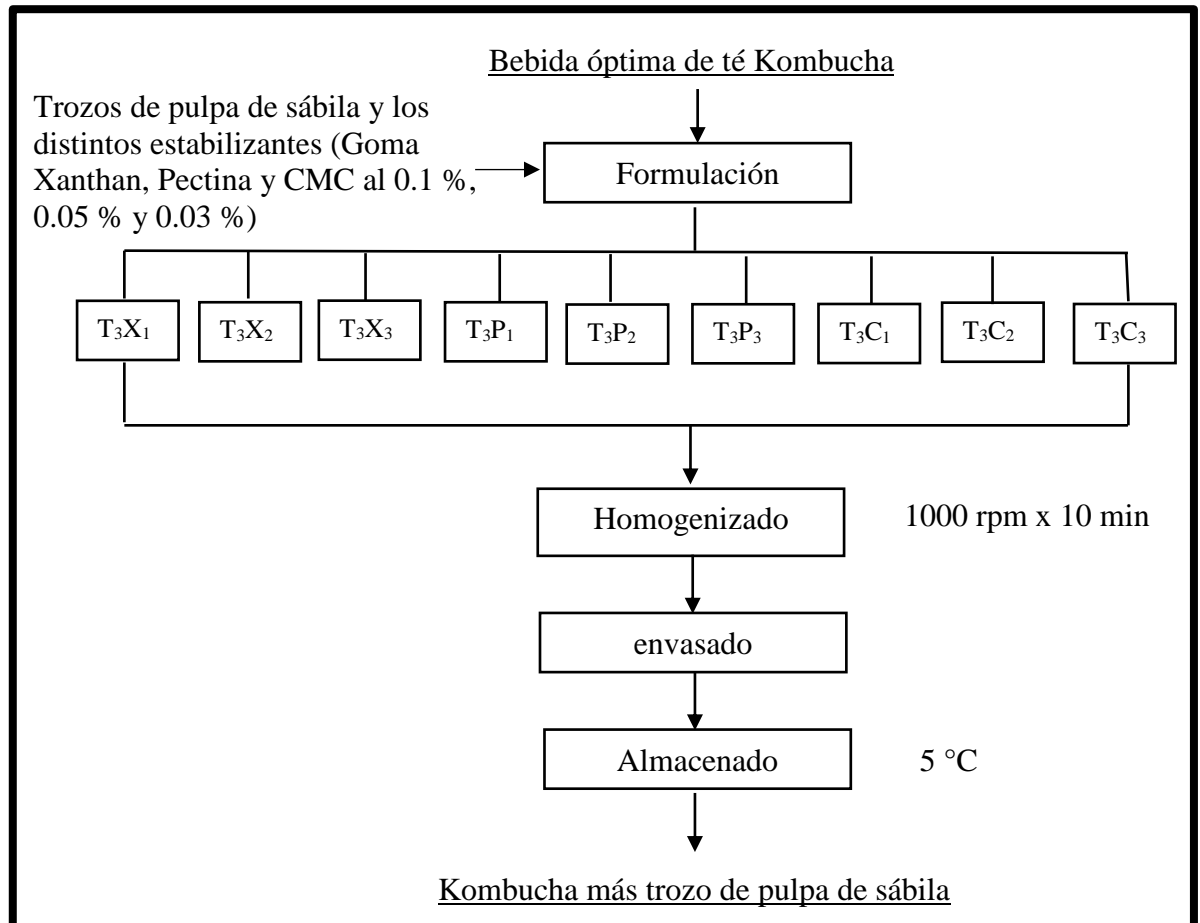 Bebida óptima de té Kombucha
Trozos de pulpa de sábila y los
distintos estabilizantes (Goma
Xanthan, Pectina y CMC al 0.1 %,
0.05 % y 0.03 %)
Formulación
T₃X₁ T₃X₂ T₃X₃ T₃P₁ T₃P₂ T₃P₃ T₃C₁ T₃C₂ T₃C₃
Homogenizado 1000 rpm x 10 min
envasado
Almacenado 5 °C
Kombucha más trozo de pulpa de sábila